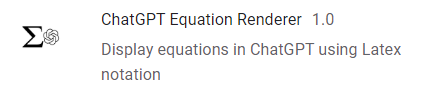 ChatGPT Equation Renderer 1.0
Display equations in ChatGPT using Latex
notation